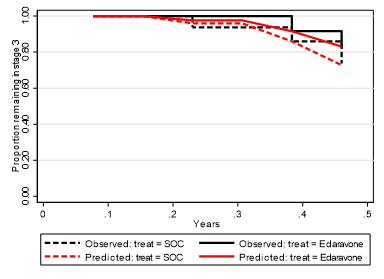 Proportion remaining in stage 3
1.00
0.80
0.60
0.40
0.20
0.00
0 .1 .2 .3 .4 .5
Years
Observed: treat = SOC Observed: treat = Edaravone
Predicted: treat = SOC Predicted: treat = Edaravone